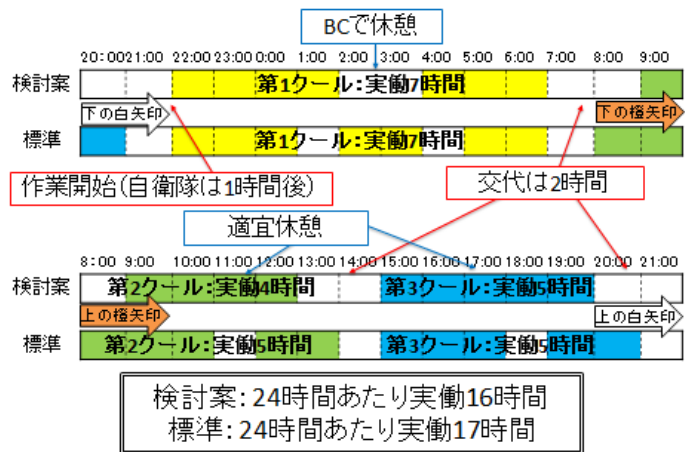 BCで休憩
20:00 21:00 22:00 23:00 0:00 1:00 2:00 3:00 4:00 5:00 6:00 7:00 8:00 9:00
検討案 第1クール:実働7時間
下の白矢印 下の橙矢印
標準 第1クール:実働7時間
作業開始(自衛隊は1時間後) 交代は2時間
適宜休憩
8:00 9:00 10:00 11:00 12:00 13:00 14:00 15:00 16:00 17:00 18:00 19:00 20:00 21:00
検討案 第2クール:実働4時間 第3クール:実働5時間
上の橙矢印 上の白矢印
標準 第2クール:実働5時間 第3クール:実働5時間
検討案:24時間あたり実働16時間
標準:24時間あたり実働17時間